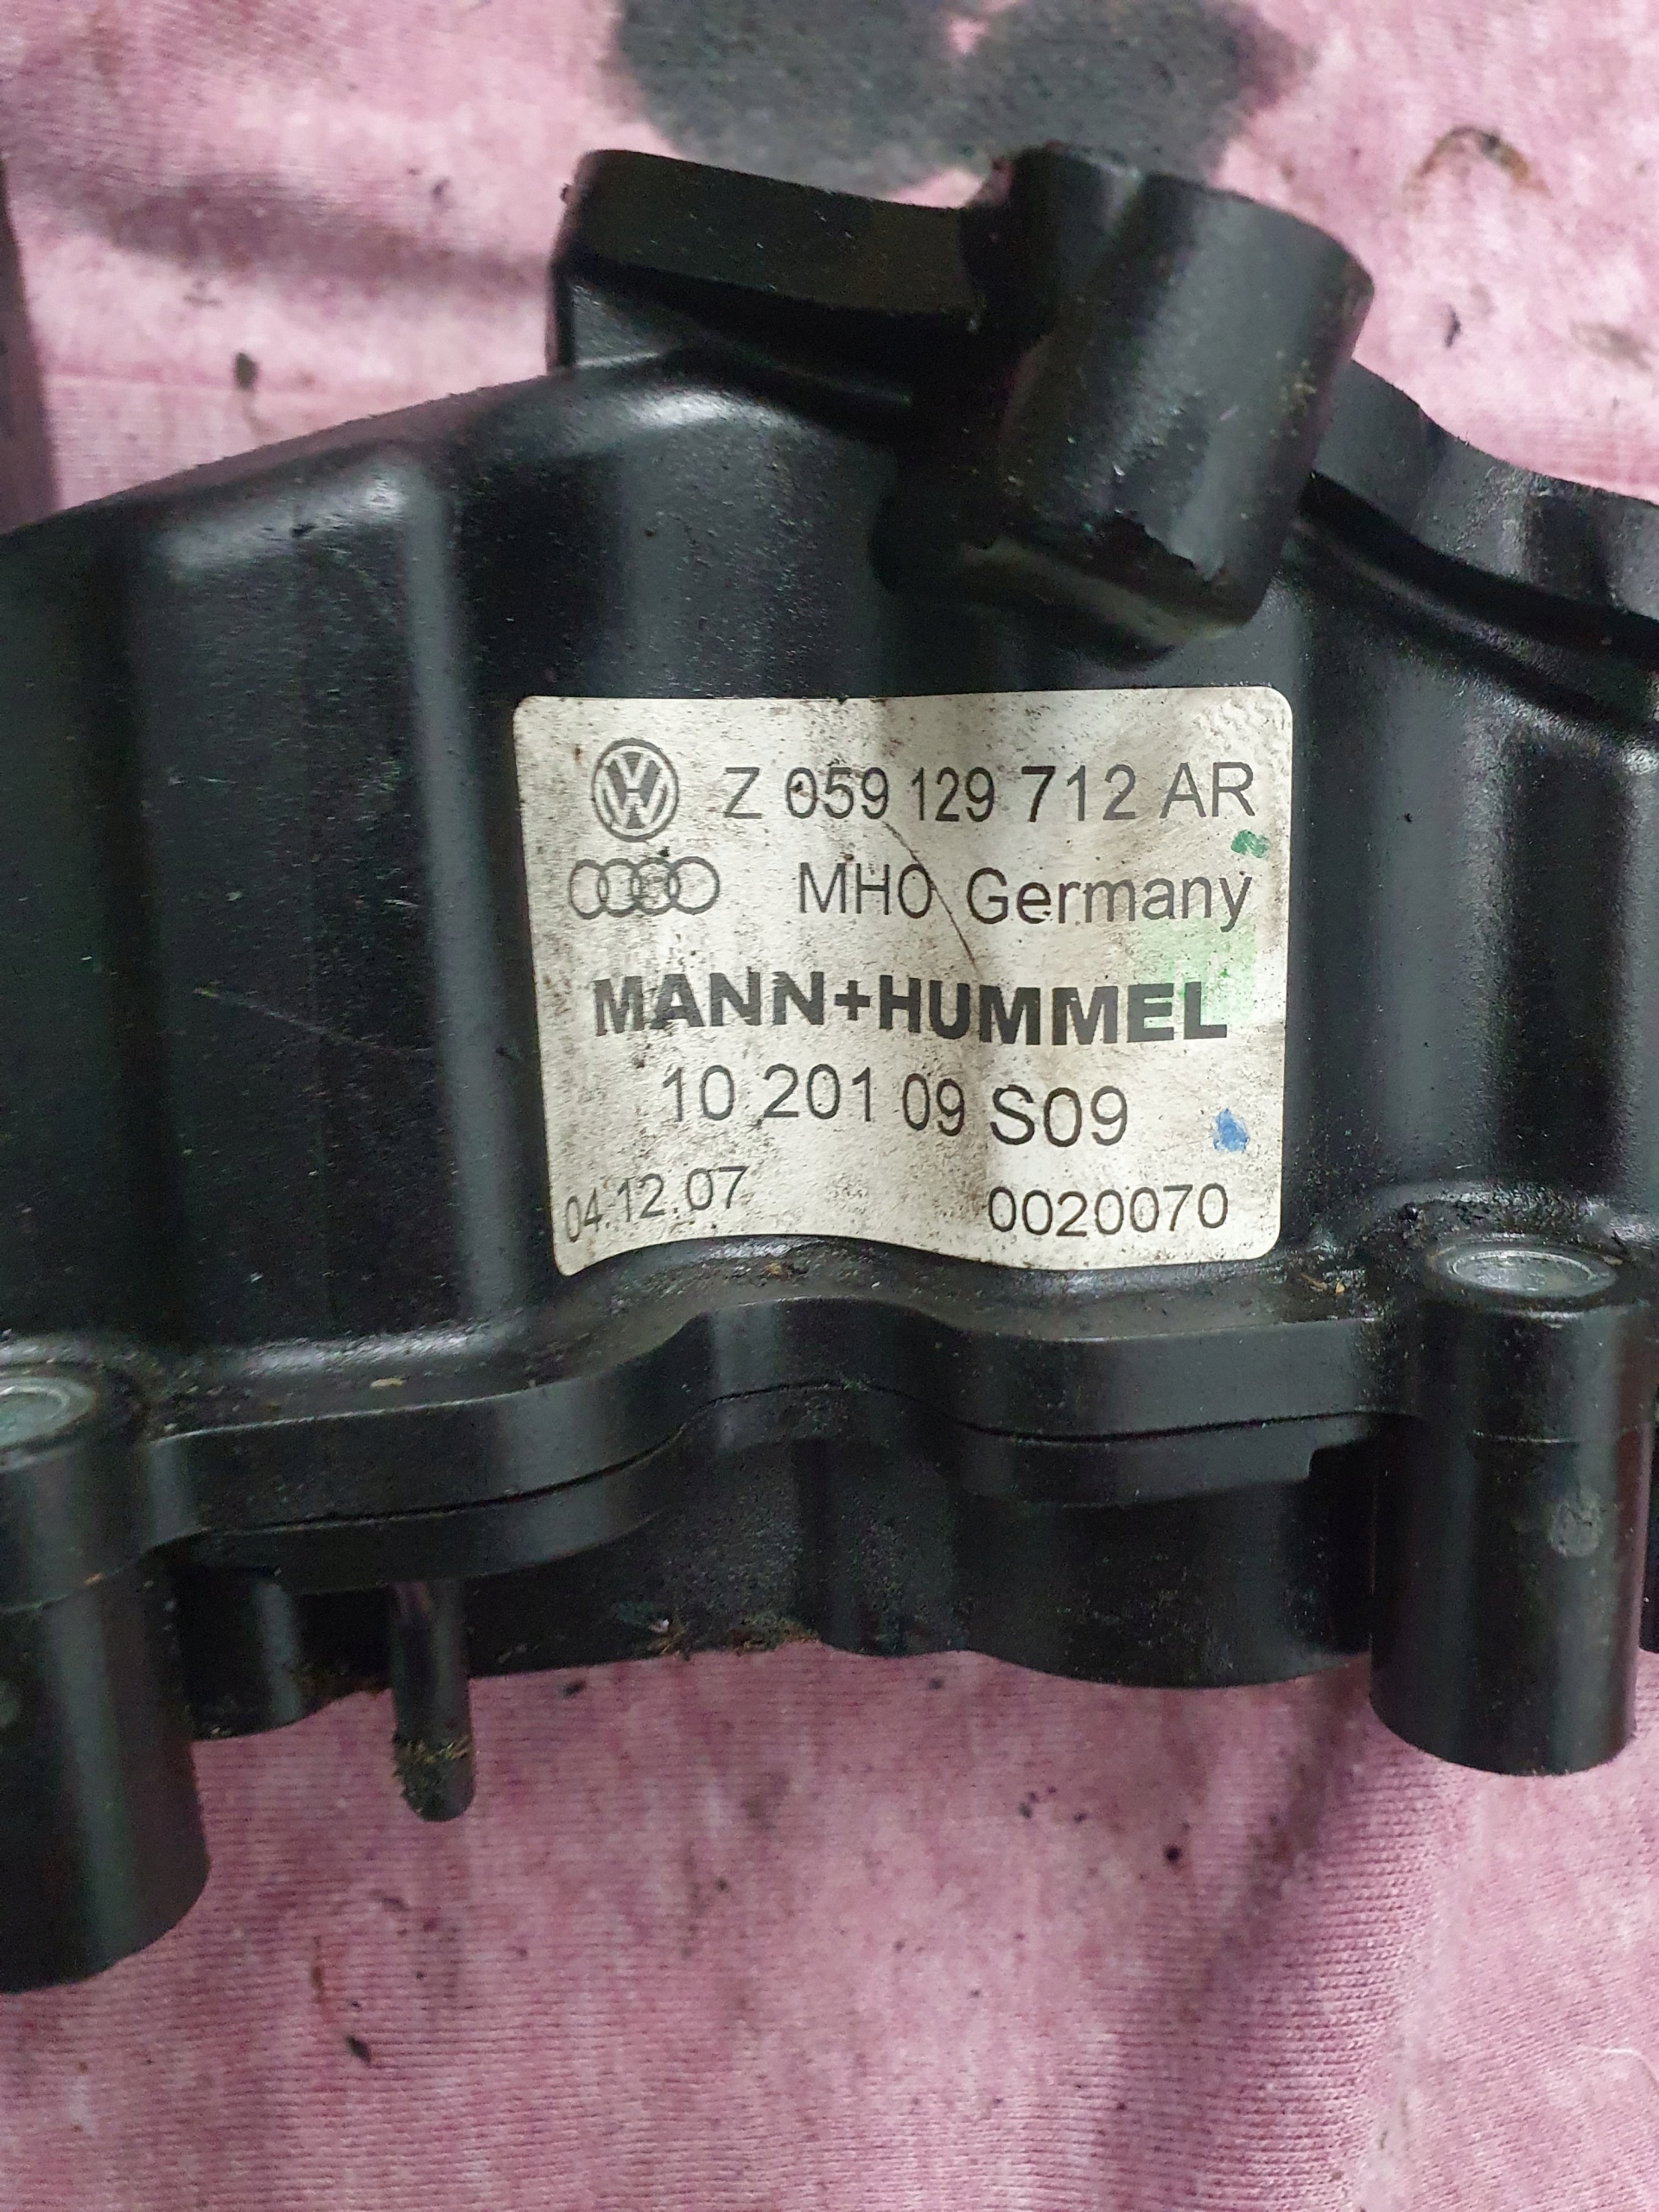 Z 059 129 712 AR
MHO Germany
MANN+HUMMEL
10 201 09 S09
04.12.07 0020070